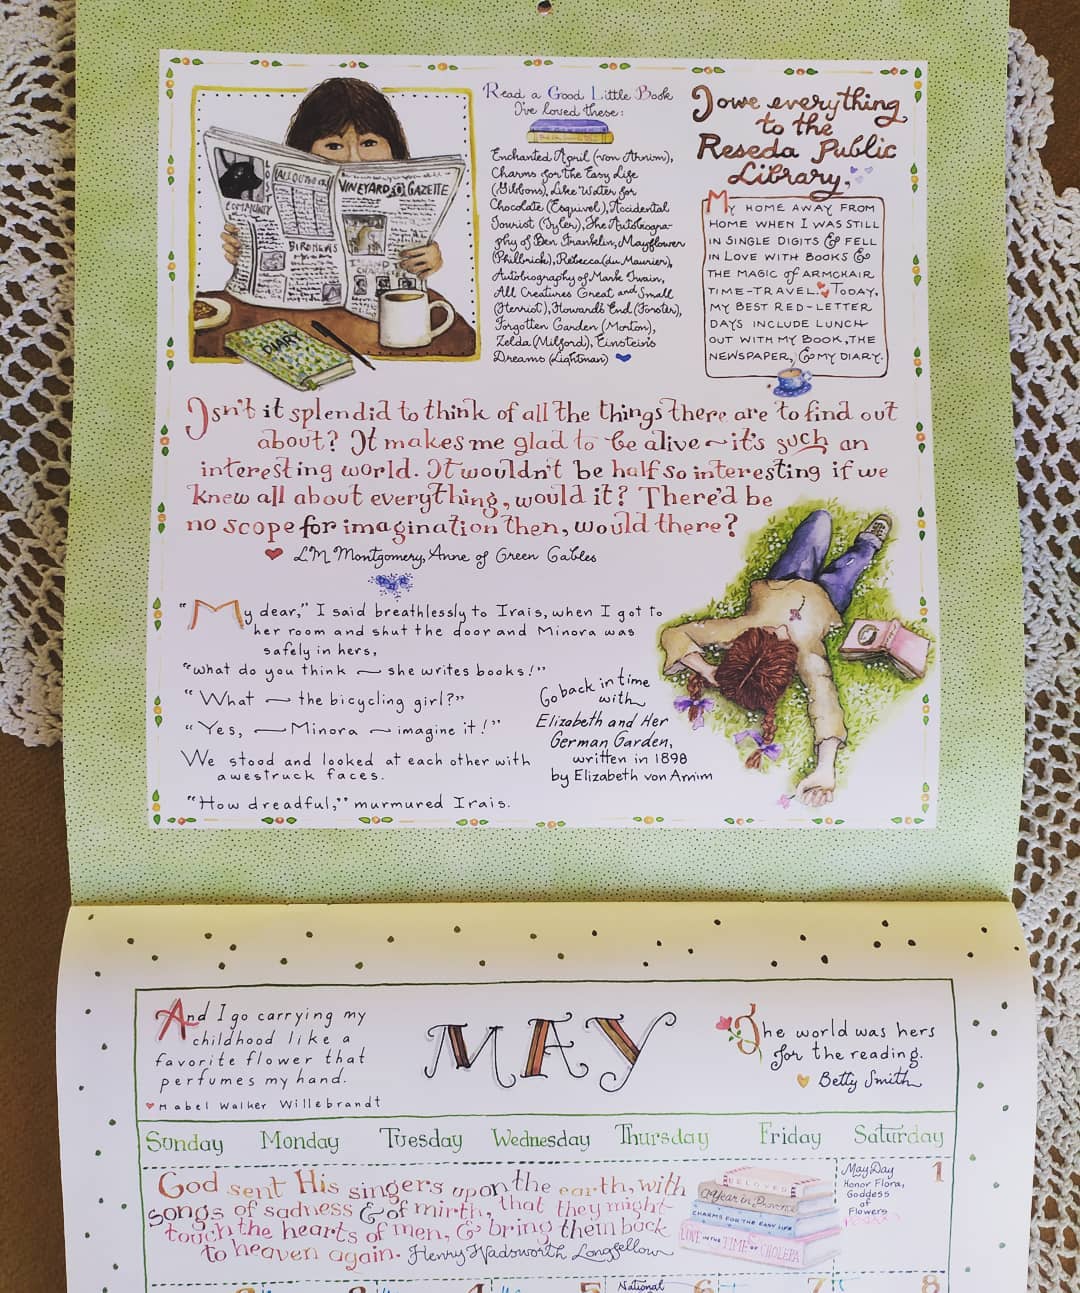 COMMUNITY
ALL OUTDOORS
VINEYARD GAZETTE
BIRD NEWS
DIARY
Read a Good Little Book
I've loved these:
Enchanted April (von Arnim),
Charms for the Easy Life
(Gibbons), Like Water for
Chocolate (Esquivel), Accidental
Tourist (Tyler), The Autobiogra-
phy of Ben Franklin, Mayflower
(Philbrick), Rebecca (du Maurier),
Autobiography of Mark Twain,
All Creatures Great and Small
(Herriot), Howards End (Forster),
Forgotten Garden (Morton),
Zelda (Milford), Einstein's
Dreams (Lightman)
I owe everything
to the
Reseda Public
Library,
MY HOME AWAY FROM
HOME WHEN I WAS STILL
IN SINGLE DIGITS & FELL
IN LOVE WITH BOOKS &
THE MAGIC of ARMCHAIR
TIME-TRAVEL. TODAY,
MY BEST RED-LETTER
DAYS INCLUDE LUNCH
OUT WITH MY BOOK, THE
NEWSPAPER, & MY DIARY.
Isn't it splendid to think of all the things there are to find out
about? It makes me glad to be alive ~ it's such an
interesting world. It wouldn't be half so interesting if we
knew all about everything, would it? There'd be
no scope for imagination then, would there?
LM Montgomery, Anne of Green Gables
"My dear," I said breathlessly to Irais, when I got to
her room and shut the door and Minora was
safely in hers,
"what do you think ~ she writes books!"
"What ~ the bicycling girl?"
"Yes, ~ Minora ~ imagine it!"
We stood and looked at each other with
awestruck faces.
"How dreadful," murmured Irais.
Go back in time
with
Elizabeth and Her
German Garden,
written in 1898
by Elizabeth von Arnim
And I go carrying my
childhood like a
favorite flower that
perfumes my hand.
Mabel Walker Willebrandt
MAY
The world was hers
for the reading.
Betty Smith
Sunday Monday Tuesday Wednesday Thursday Friday Saturday
God sent His singers upon the earth, with
songs of sadness & of mirth, that they might
touch the hearts of men, & bring them back
to heaven again. Henry Wadsworth Longfellow
BELOVED
A Year in Provence
CHARMS FOR THE EASY LIFE
LOVE IN THE TIME OF CHOLERA
May Day 1
Honor Flora,
Goddess
of
Flowers
National
5 6 7 8